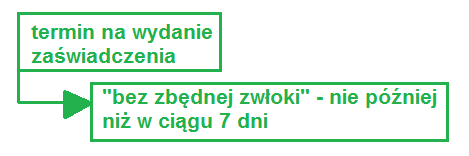 termin na wydanie
zaświadczenia
"bez zbędnej zwłoki" - nie później
niż w ciągu 7 dni